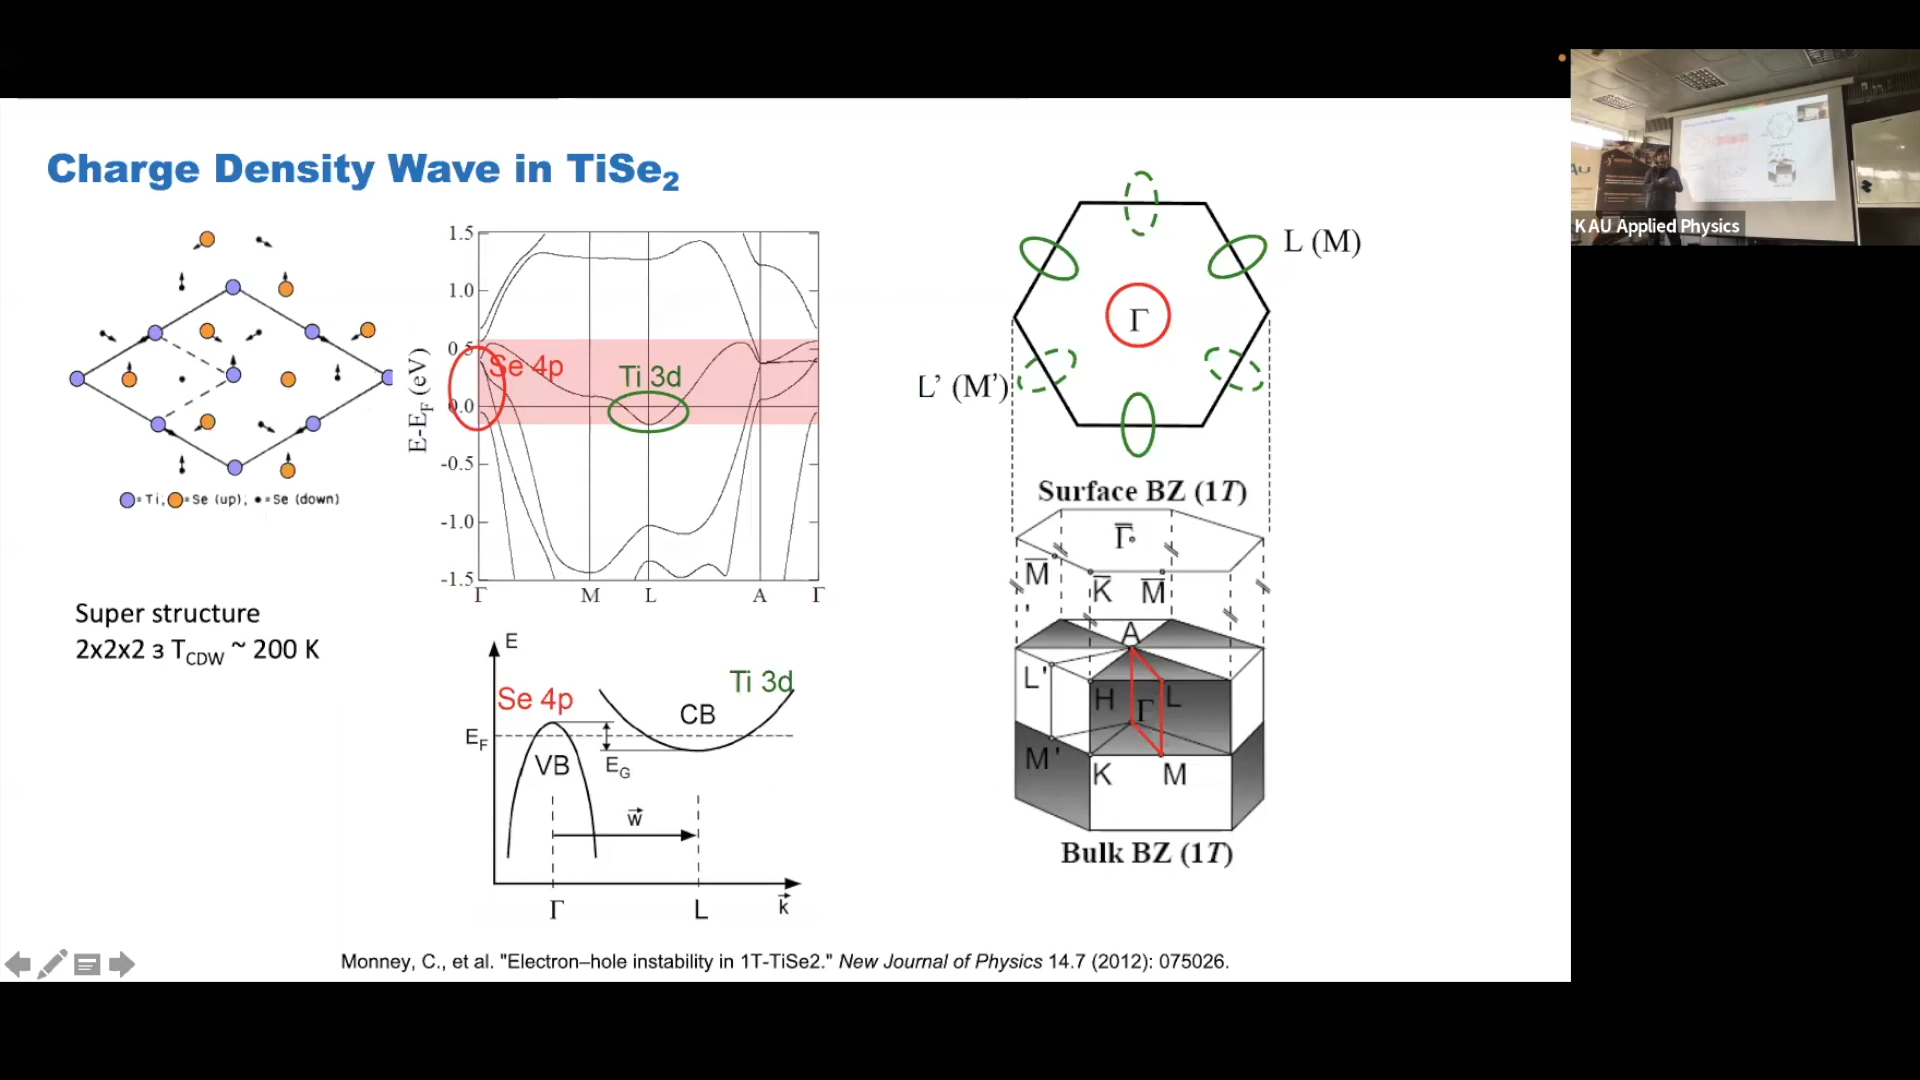 Charge Density Wave in TiSe2
=Ti; =Se (up); •=Se (down)
Super structure
2x2x2 з TCDW ~ 200 K
E-EF (eV)
1.5
1.0
0.5
0.0
-0.5
-1.0
-1.5
Se 4p
Ti 3d
Γ M L A Γ
E
Se 4p
Ti 3d
CB
EF
VB
EG
w
Γ
L
k
L (M)
Γ
L' (M')
Surface BZ (1T)
Γ
M
'
K
M
A
L'
H
Γ
L
M'
K
M
Bulk BZ (1T)
Monney, C., et al. "Electron–hole instability in 1T-TiSe2." New Journal of Physics 14.7 (2012): 075026.
KAU Applied Physics